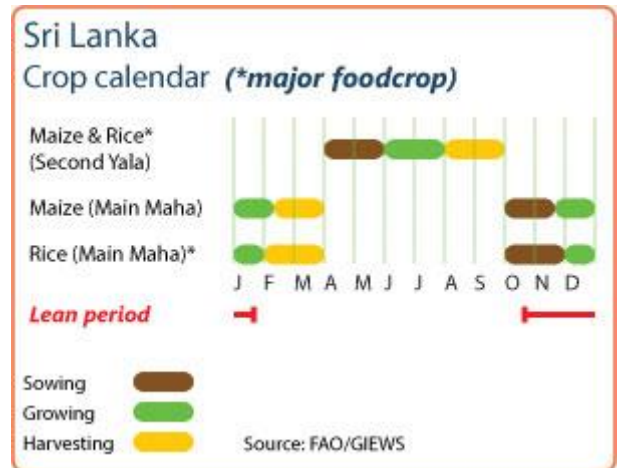 Sri Lanka
Crop calendar (*major foodcrop)
Maize & Rice*
(Second Yala)
Maize (Main Maha)
Rice (Main Maha)*
J F M A M J J A S O N D
Lean period
Sowing
Growing
Harvesting
Source: FAO/GIEWS